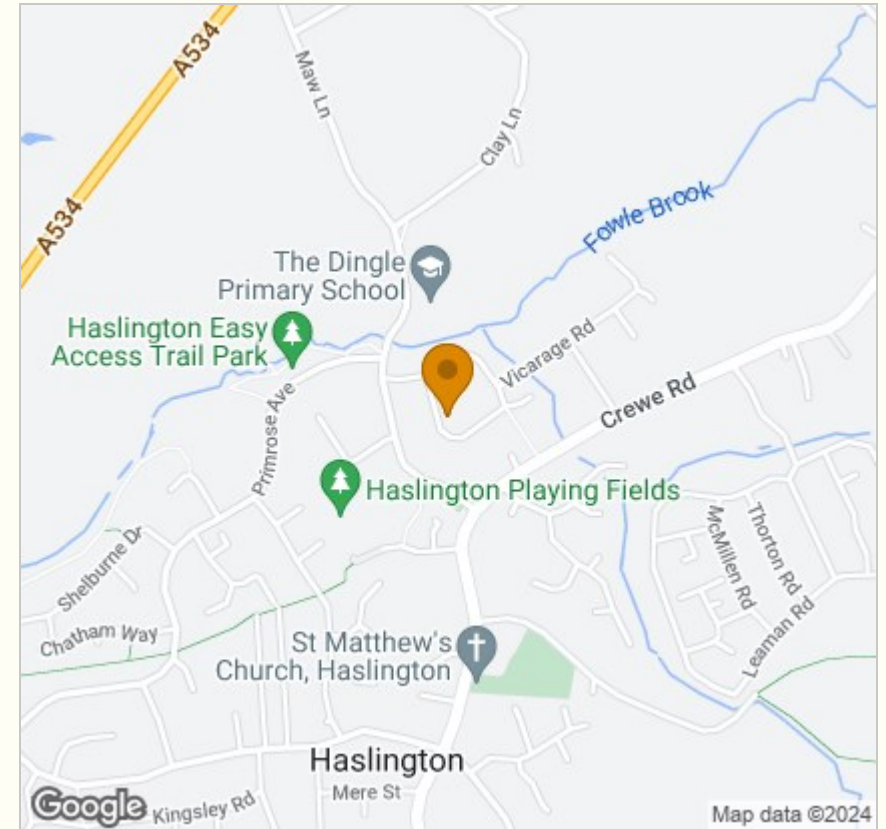 A534
Maw Ln
Clay Ln
A534
Fowle Brook
The Dingle
Primary School
Haslington Easy
Access Trail Park
Vicarage Rd
Crewe Rd
Primrose Ave
Haslington Playing Fields
Thorton Rd
McMillen Rd
Shelburne Dr
Leaman Rd
Chatham Way
St Matthew's
Church, Haslington
Haslington
Mere St
Kingsley Rd
Google
Map data ©2024